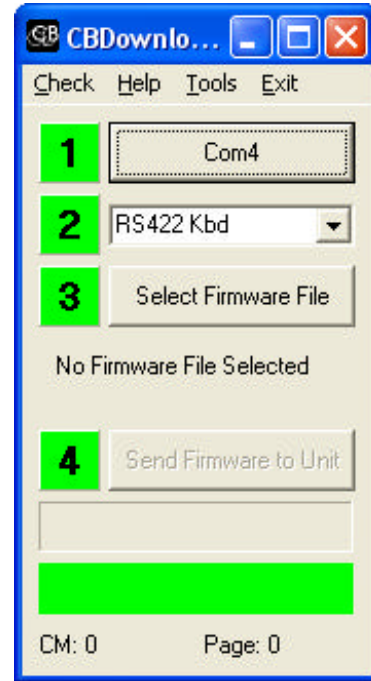 CB CBDownlo...
Check Help Tools Exit
1 Com4
2 RS422 Kbd
3 Select Firmware File
No Firmware File Selected
4 Send Firmware to Unit
CM: 0 Page: 0